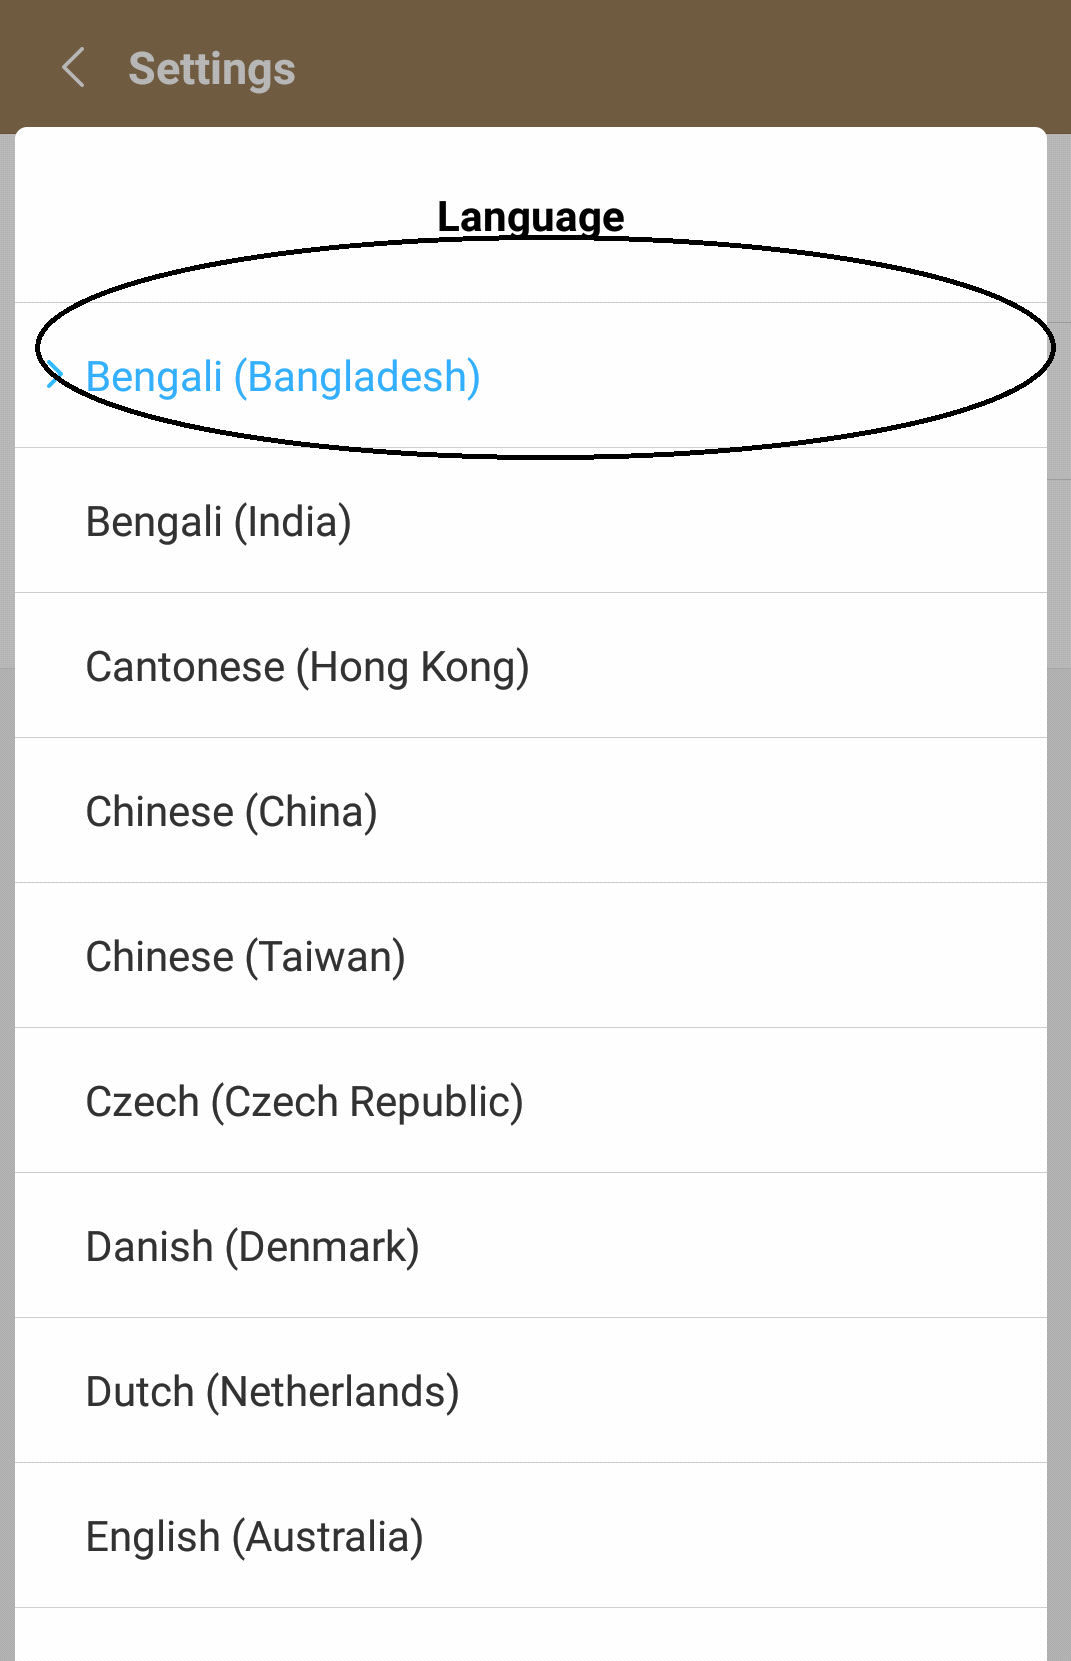 Settings
Language
Bengali (Bangladesh)
Bengali (India)
Cantonese (Hong Kong)
Chinese (China)
Chinese (Taiwan)
Czech (Czech Republic)
Danish (Denmark)
Dutch (Netherlands)
English (Australia)